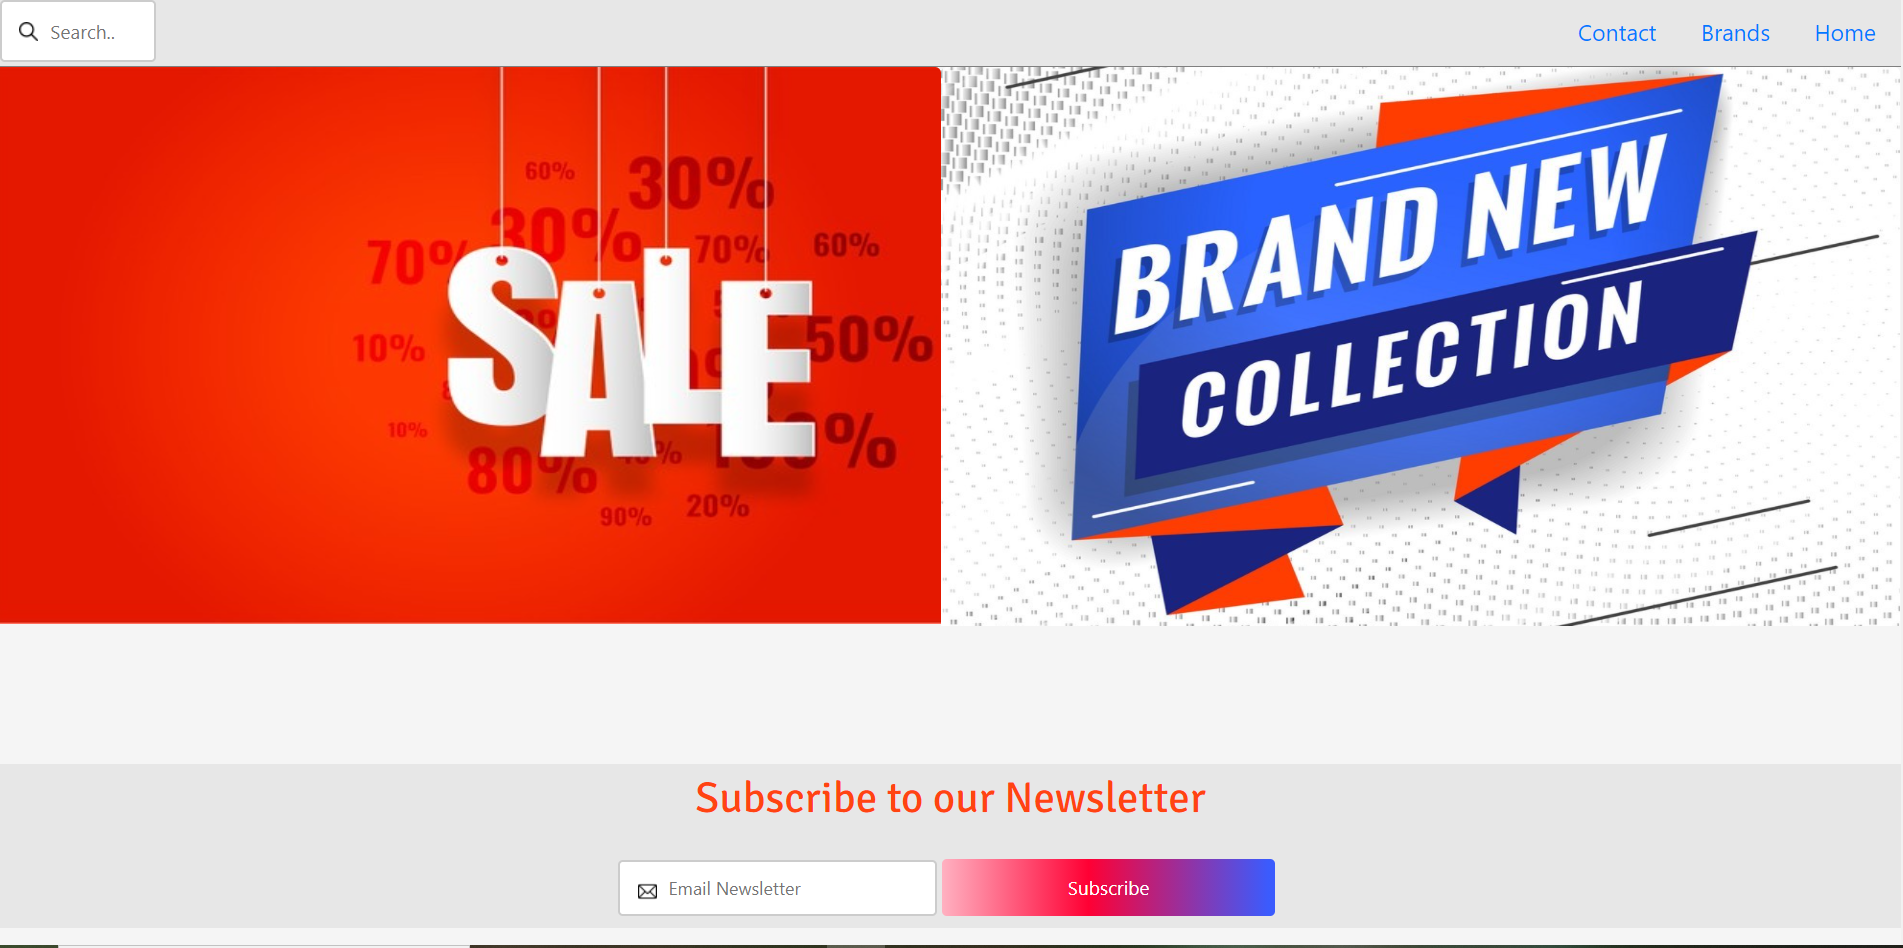 Search..
Contact Brands Home
60%
30%
30%
70%
70%
60%
SALE
10%
50%
10%
80%
20%
90%
BRAND NEW
COLLECTION
Subscribe to our Newsletter
Email Newsletter
Subscribe